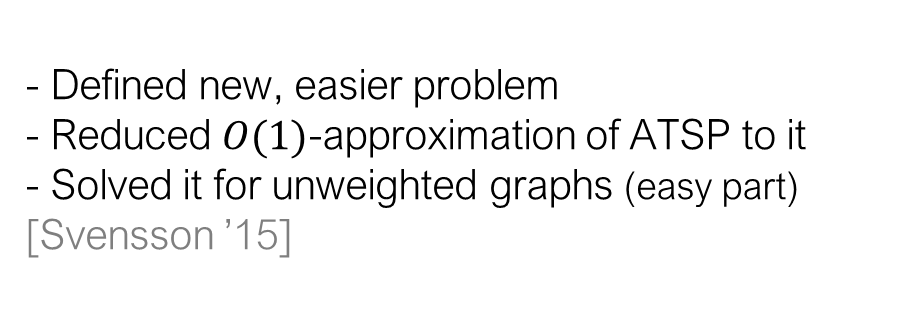 - Defined new, easier problem
- Reduced O(1)-approximation of ATSP to it
- Solved it for unweighted graphs (easy part)
[Svensson ’15]